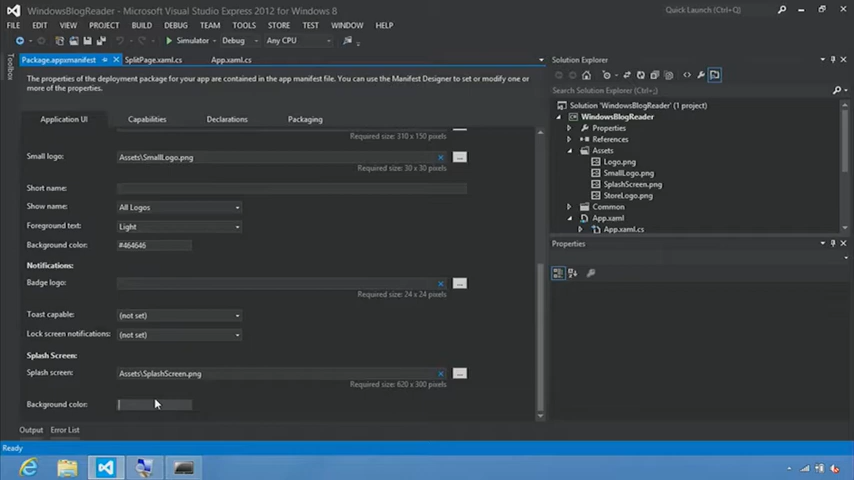 WindowsBlogReader - Microsoft Visual Studio Express 2012 for Windows 8
Quick Launch (Ctrl+Q)
FILE EDIT VIEW PROJECT BUILD DEBUG TEAM TOOLS STORE TEST WINDOW HELP
Simulator Debug Any CPU
Toolbox
Package.appxmanifest SplitPage.xaml.cs App.xaml.cs
The properties of the deployment package for your app are contained in the app manifest file. You can use the Manifest Designer to set or modify one or
more of the properties.
Application UI Capabilities Declarations Packaging
Required size: 310 x 150 pixels
Small logo: Assets\SmallLogo.png ...
Required size: 30 x 30 pixels
Short name:
Show name: All Logos
Foreground text: Light
Background color: #464646
Notifications:
Badge logo: ...
Required size: 24 x 24 pixels
Toast capable: (not set)
Lock screen notifications: (not set)
Splash Screen:
Splash screen: Assets\SplashScreen.png ...
Required size: 620 x 300 pixels
Background color:
Solution Explorer
Search Solution Explorer (Ctrl+;)
Solution 'WindowsBlogReader' (1 project)
WindowsBlogReader
Properties
References
Assets
Logo.png
SmallLogo.png
SplashScreen.png
StoreLogo.png
Common
App.xaml
App.xaml.cs
Properties
Output Error List
Ready